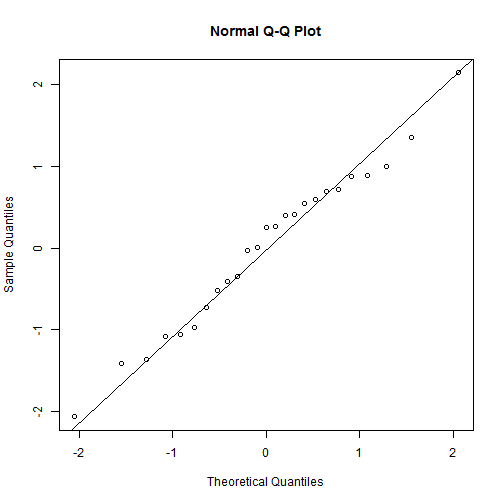 Normal Q-Q Plot
Sample Quantiles
2
1
0
-1
-2
-2 -1 0 1 2
Theoretical Quantiles